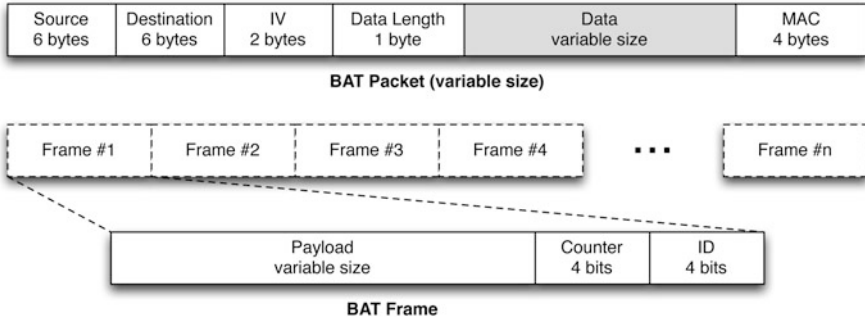 Source Destination IV Data Length Data MAC
6 bytes 6 bytes 2 bytes 1 byte variable size 4 bytes
BAT Packet (variable size)
Frame #1 Frame #2 Frame #3 Frame #4 ... Frame #n
Payload Counter ID
variable size 4 bits 4 bits
BAT Frame